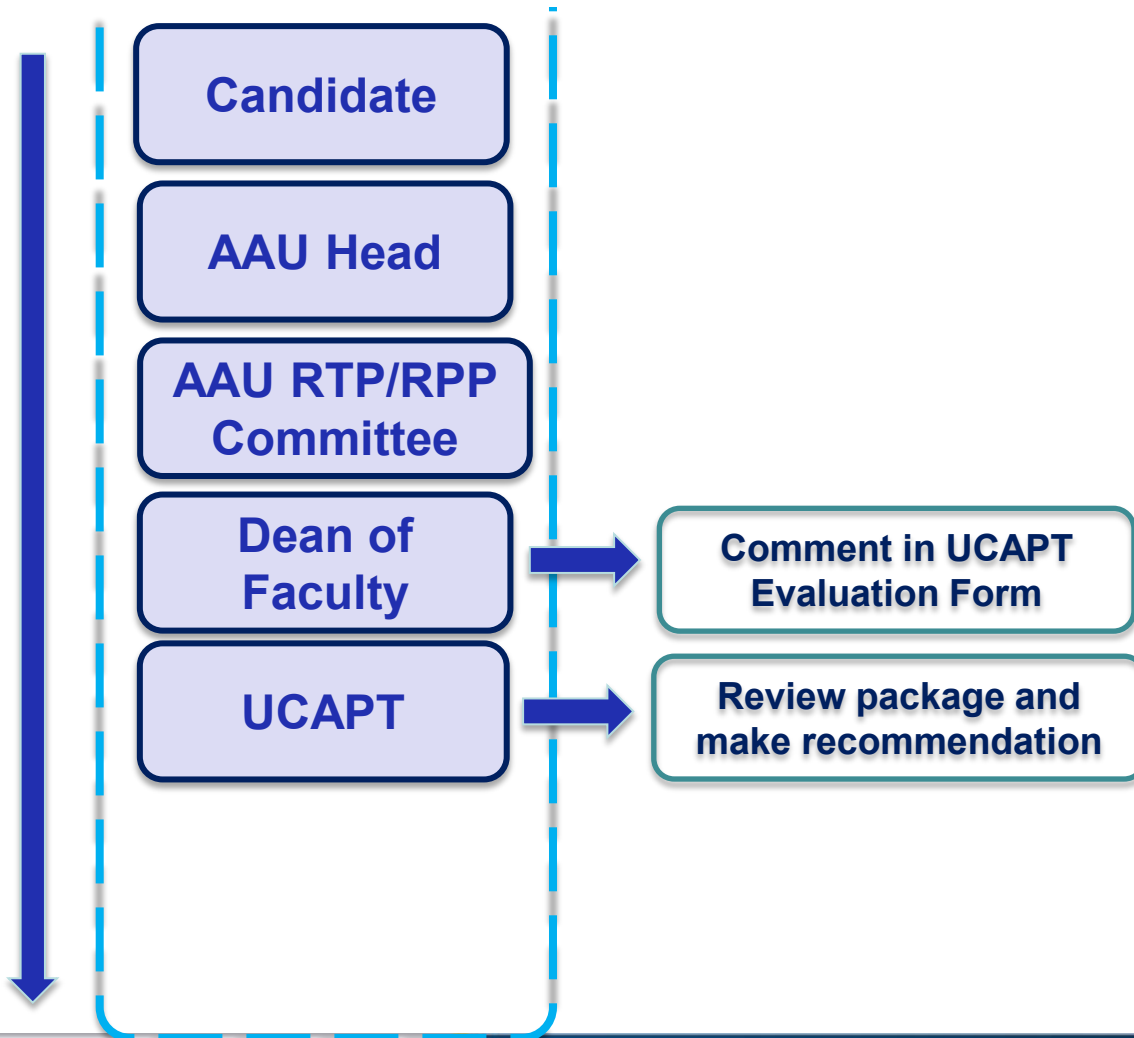 Candidate
AAU Head
AAU RTP/RPP
Committee
Dean of
Faculty
Comment in UCAPT
Evaluation Form
UCAPT
Review package and
make recommendation